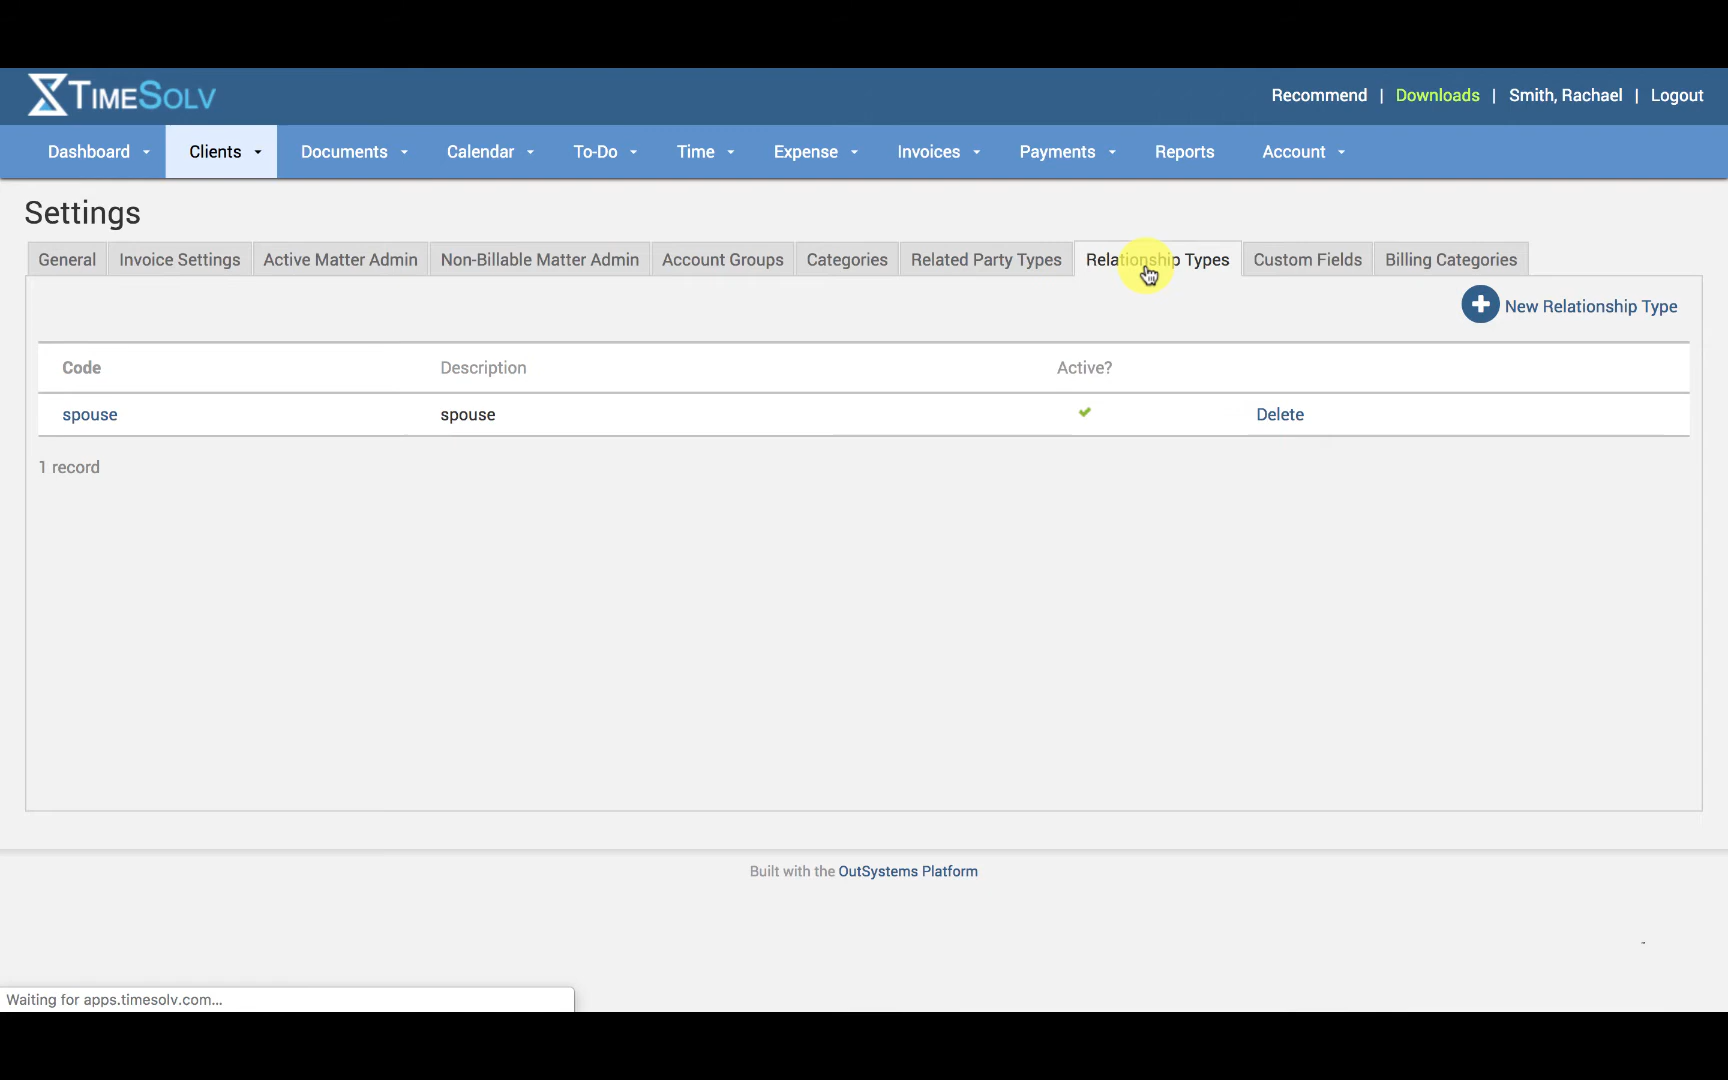 TIMESOLV
Recommend | Downloads | Smith, Rachael | Logout
Dashboard Clients Documents Calendar To-Do Time Expense Invoices Payments Reports Account
Settings
General Invoice Settings Active Matter Admin Non-Billable Matter Admin Account Groups Categories Related Party Types Relationship Types Custom Fields Billing Categories
New Relationship Type
Code Description Active?
spouse spouse Delete
1 record
Built with the OutSystems Platform
Waiting for apps.timesolv.com...